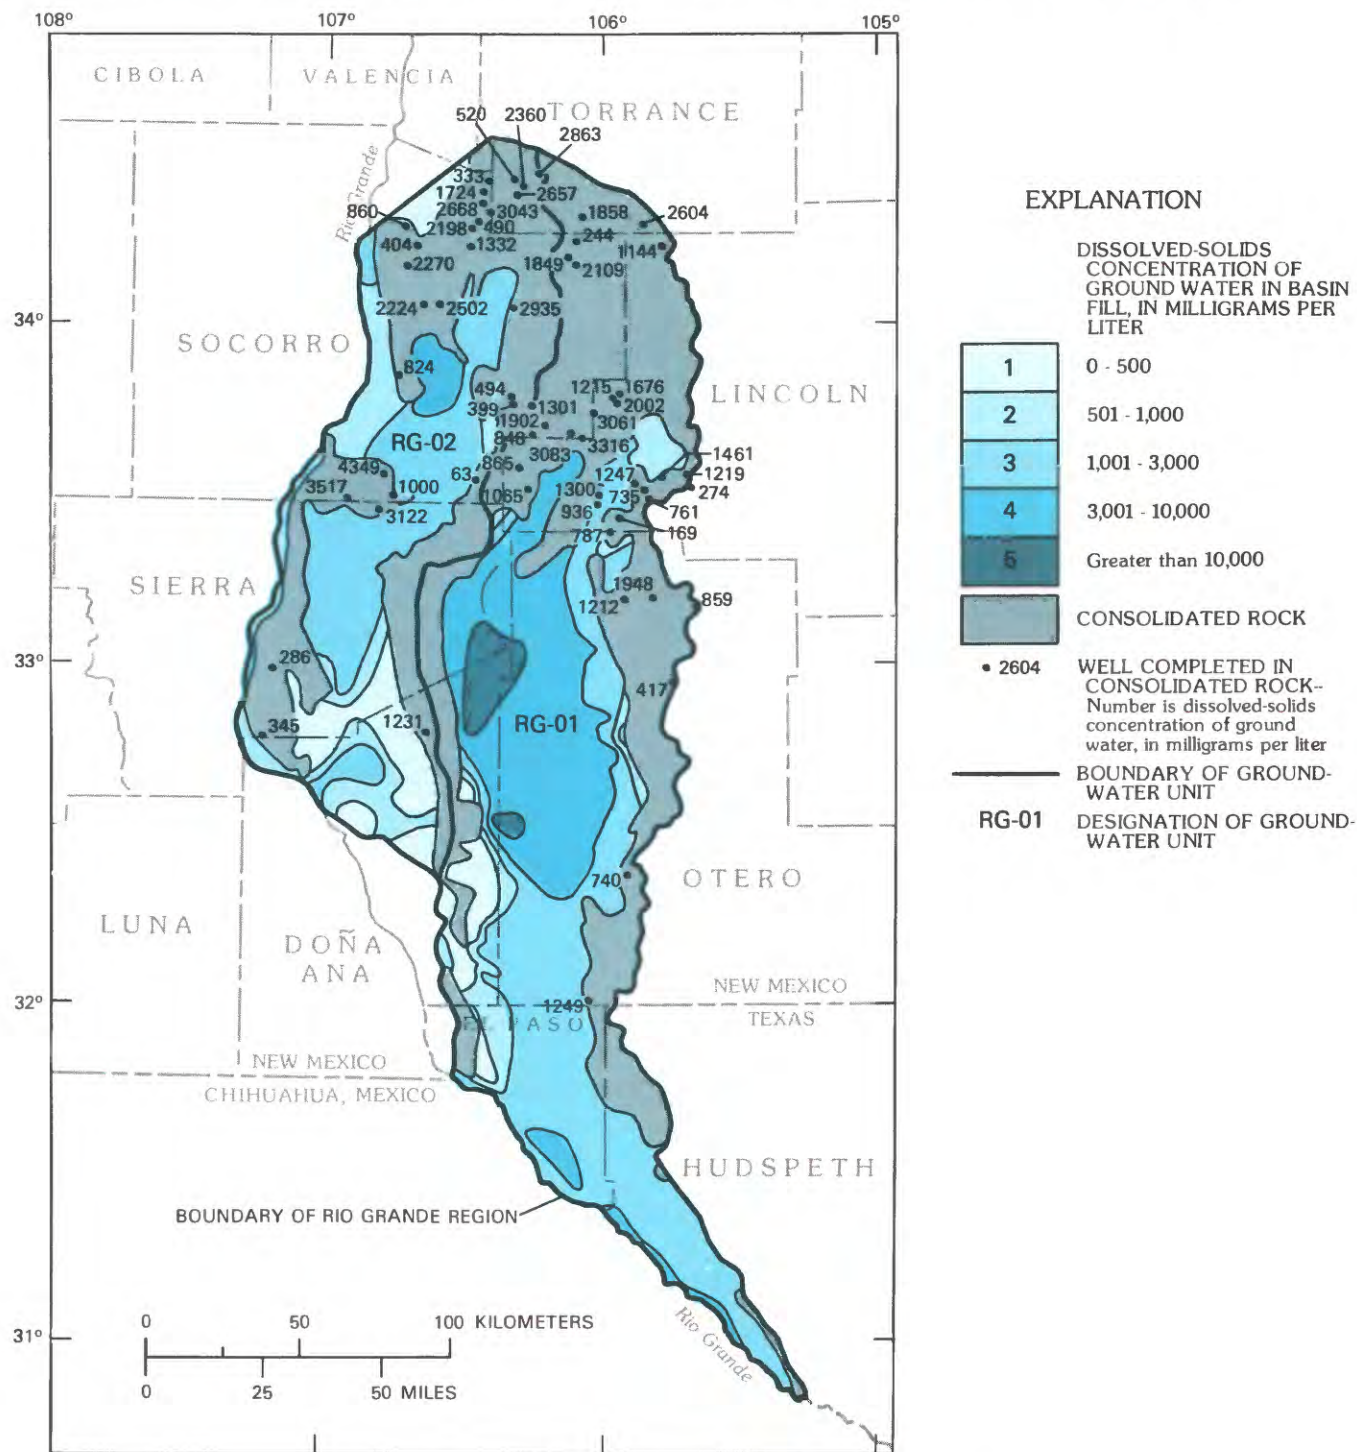 108° 107° 106° 105°
CIBOLA VALENCIA
TORRANCE
520 2360
2863
Rio Grande
333
1724 2657
2668 3043 1858 2604
860
2198 490 244
404 1332 1144
2270 1849 2109
2224 2502 2935
34°
SOCORRO
824
494 1215 1676 LINCOLN
399 1301 2002
1902 3061
RG-02 848 3316
3083 1461
4349 63 865 1247 1219
3517 1000 1065 1300 735 274
3122 936 761
787 169
SIERRA
1948 859
1212
33°
286
417
345 1231 RG-01
740 OTERO
LUNA DOÑA
ANA
32° NEW MEXICO
1249 TEXAS
EL PASO
NEW MEXICO
CHIHUAHUA, MEXICO
HUDSPETH
BOUNDARY OF RIO GRANDE REGION
0 50 100 KILOMETERS
31°
Rio Grande
0 25 50 MILES
EXPLANATION
DISSOLVED-SOLIDS
CONCENTRATION OF
GROUND WATER IN BASIN
FILL, IN MILLIGRAMS PER
LITER
1 0 - 500
2 501 - 1,000
3 1,001 - 3,000
4 3,001 - 10,000
5 Greater than 10,000
CONSOLIDATED ROCK
• 2604 WELL COMPLETED IN
CONSOLIDATED ROCK--
Number is dissolved-solids
concentration of ground
water, in milligrams per liter
BOUNDARY OF GROUND-
WATER UNIT
RG-01 DESIGNATION OF GROUND-
WATER UNIT